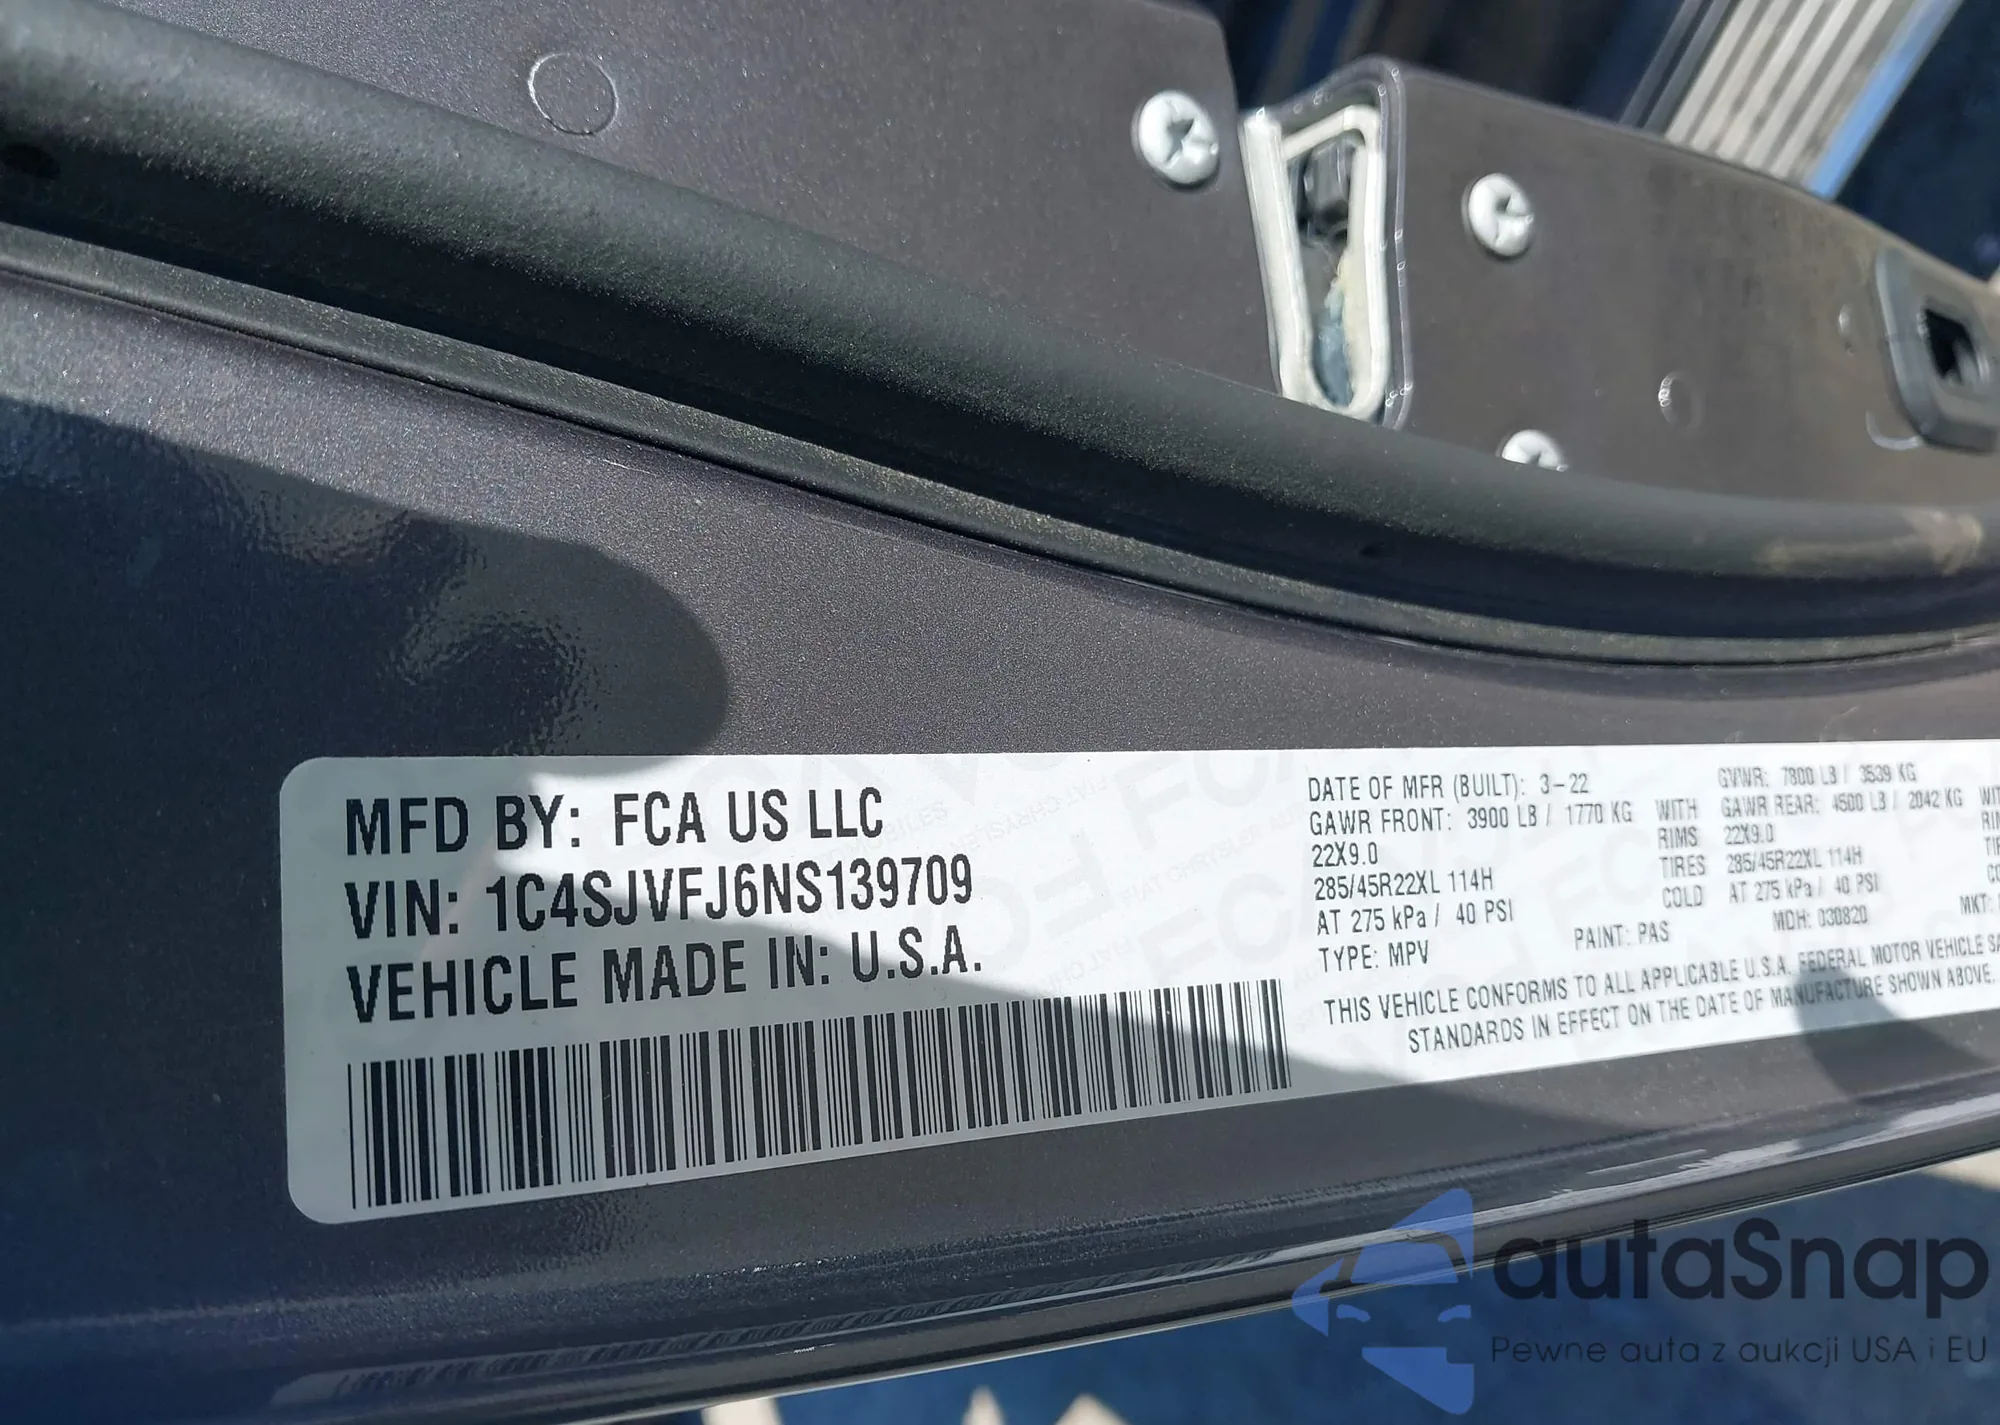 MFD BY: FCA US LLC
VIN: 1C4SJVFJ6NS139709
VEHICLE MADE IN: U.S.A.
DATE OF MFR (BUILT): 3-22 GVWR: 7800 LB / 3539 KG
GAWR FRONT: 3900 LB / 1770 KG WITH GAWR REAR: 4500 LB / 2042 KG
22X9.0 RIMS 22X9.0
285/45R22XL 114H TIRES 285/45R22XL 114H
AT 275 kPa / 40 PSI COLD AT 275 kPa / 40 PSI
TYPE: MPV PAINT: PAS MDH: 030820 MKT:
THIS VEHICLE CONFORMS TO ALL APPLICABLE U.S.A. FEDERAL MOTOR VEHICLE
STANDARDS IN EFFECT ON THE DATE OF MANUFACTURE SHOWN ABOVE.
autaSnap
Pewne auta z aukcji USA i EU